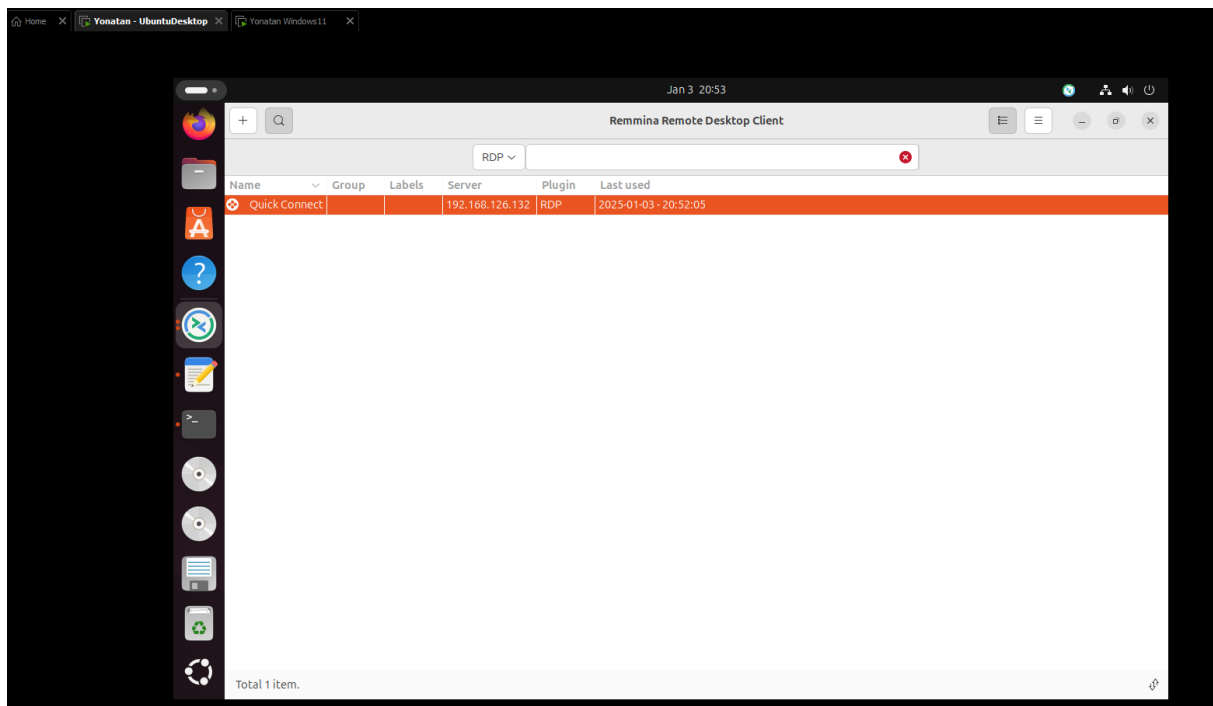 Home
Yonatan - UbuntuDesktop
Yonatan Windows11
Jan 3 20:53
Remmina Remote Desktop Client
RDP
Name Group Labels Server Plugin Last used
Quick Connect 192.168.126.132 RDP 2025-01-03 - 20:52:05
Total 1 item.